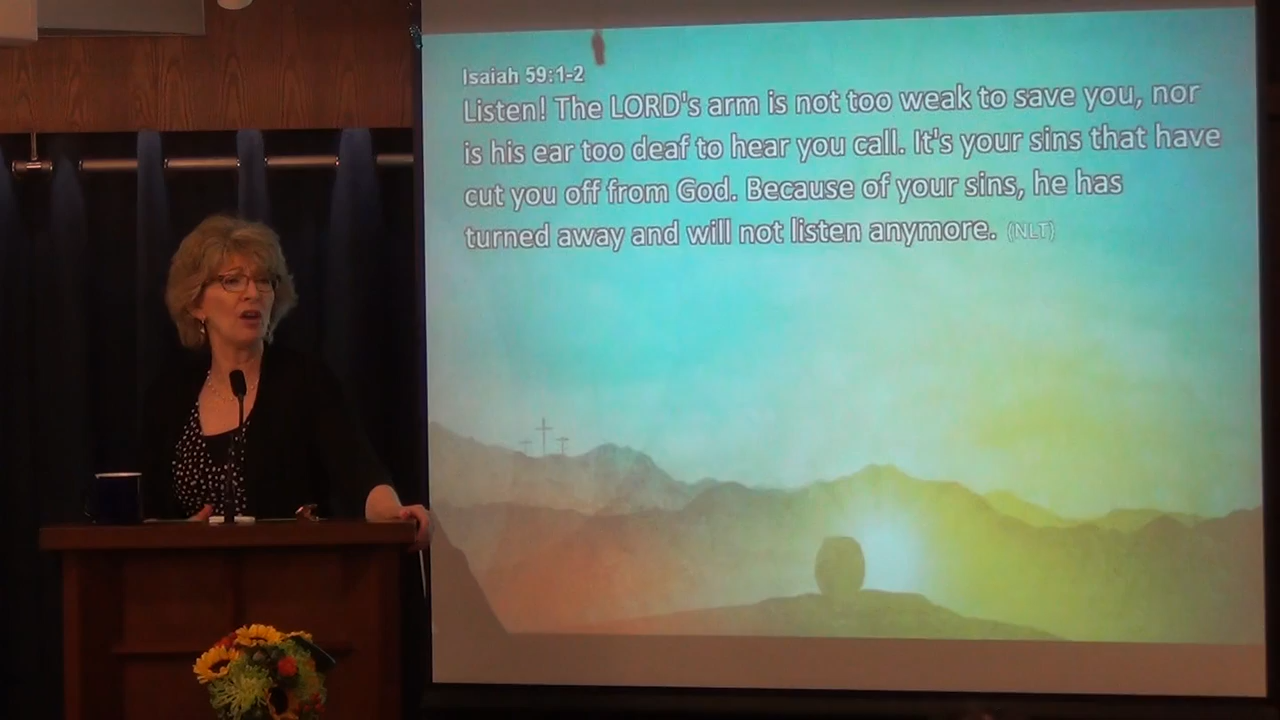 Isaiah 59:1-2
Listen! The LORD's arm is not too weak to save you, nor
is his ear too deaf to hear you call. It's your sins that have
cut you off from God. Because of your sins, he has
turned away and will not listen anymore. (NLT)